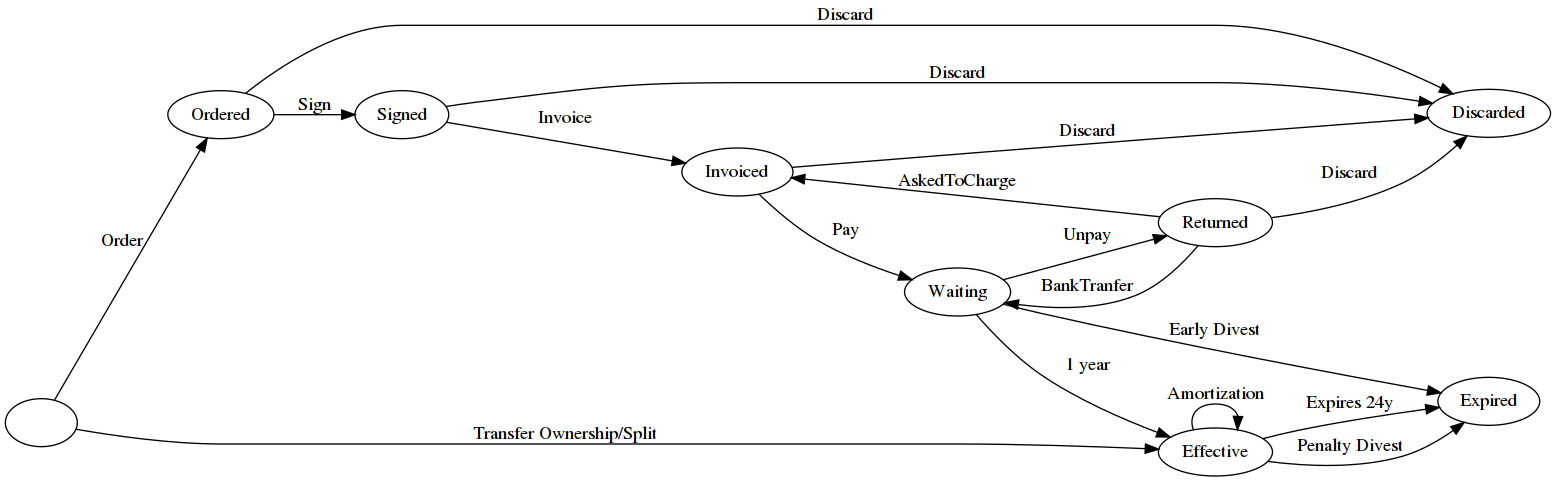 Discard
Discard
Ordered
Sign
Signed
Invoice
Discarded
Discard
Invoiced
AskedToCharge
Discard
Returned
Order
Pay
Unpay
BankTranfer
Waiting
Early Divest
1 year
Amortization
Expires 24y
Expired
Transfer Ownership/Split
Effective
Penalty Divest